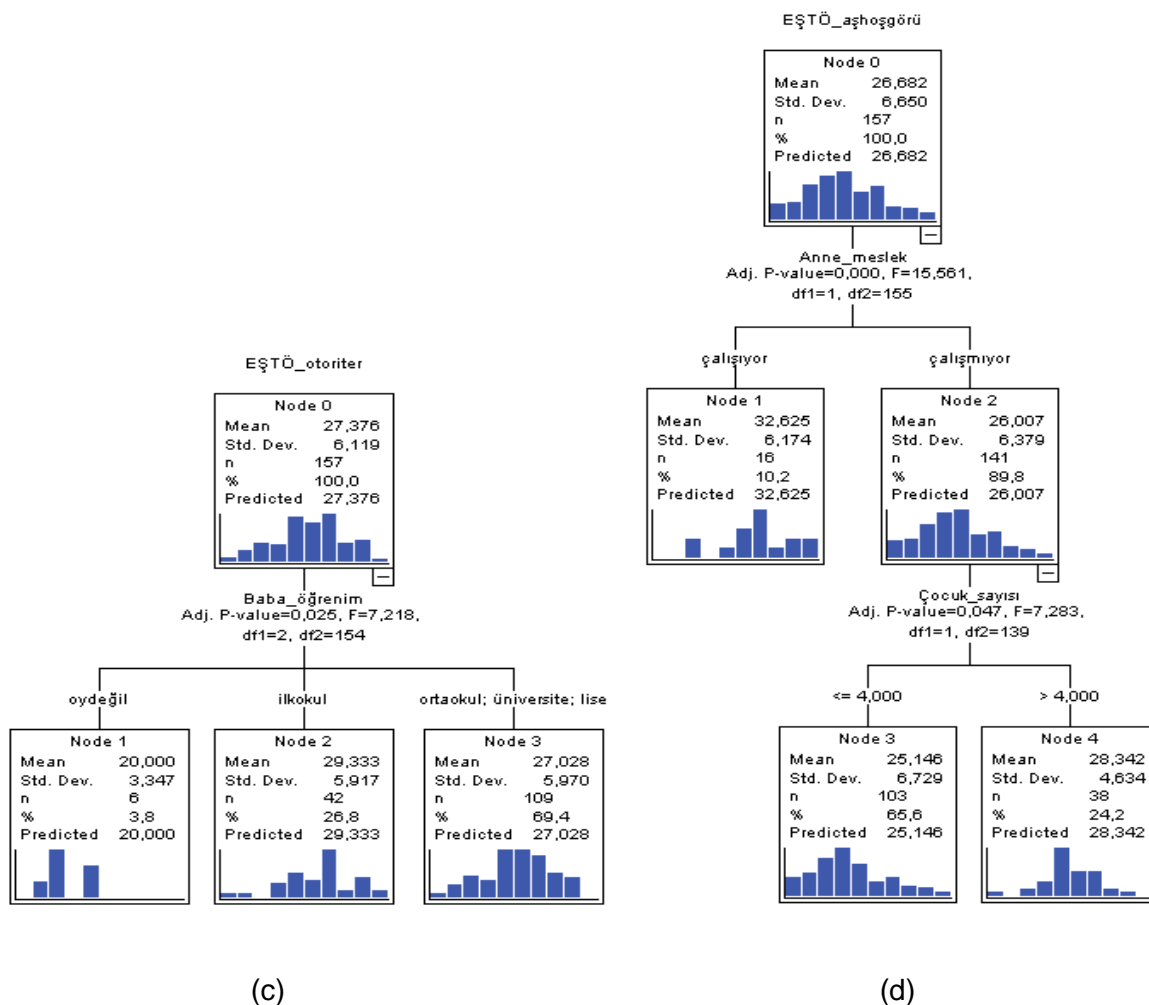 EŞTÖ_aşhoşgörü
Node 0
Mean 26,682
Std. Dev. 6,650
n 157
% 100,0
Predicted 26,682
Anne_meslek
Adj. P-value=0,000, F=15,561,
df1=1, df2=155
çalışıyor
çalışmıyor
Node 1
Mean 32,625
Std. Dev. 6,174
n 16
% 10,2
Predicted 32,625
Node 2
Mean 26,007
Std. Dev. 6,379
n 141
% 89,8
Predicted 26,007
Çocuk_sayısı
Adj. P-value=0,047, F=7,283,
df1=1, df2=139
<= 4,000
> 4,000
Node 3
Mean 25,146
Std. Dev. 6,729
n 103
% 65,6
Predicted 25,146
Node 4
Mean 28,342
Std. Dev. 4,634
n 38
% 24,2
Predicted 28,342
EŞTÖ_otoriter
Node 0
Mean 27,376
Std. Dev. 6,119
n 157
% 100,0
Predicted 27,376
Baba_öğrenim
Adj. P-value=0,025, F=7,218,
df1=2, df2=154
oydeğil
ilkokul
ortaokul; üniversite; lise
Node 1
Mean 20,000
Std. Dev. 3,347
n 6
% 3,8
Predicted 20,000
Node 2
Mean 29,333
Std. Dev. 5,917
n 42
% 26,8
Predicted 29,333
Node 3
Mean 27,028
Std. Dev. 5,970
n 109
% 69,4
Predicted 27,028
(c)
(d)